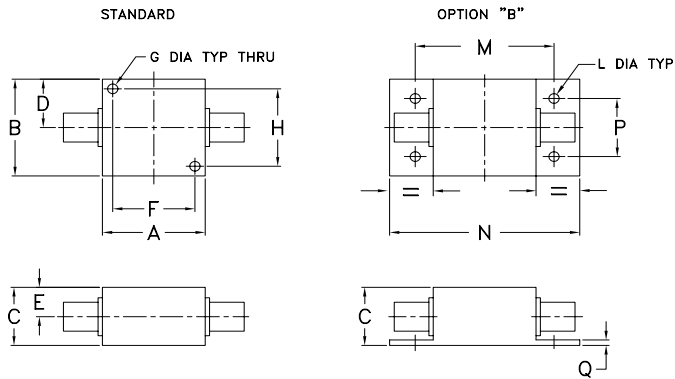 STANDARD
OPTION "B"
G DIA TYP THRU
M
L DIA TYP
D
B
H
P
F
=
=
A
N
E
C
C
Q